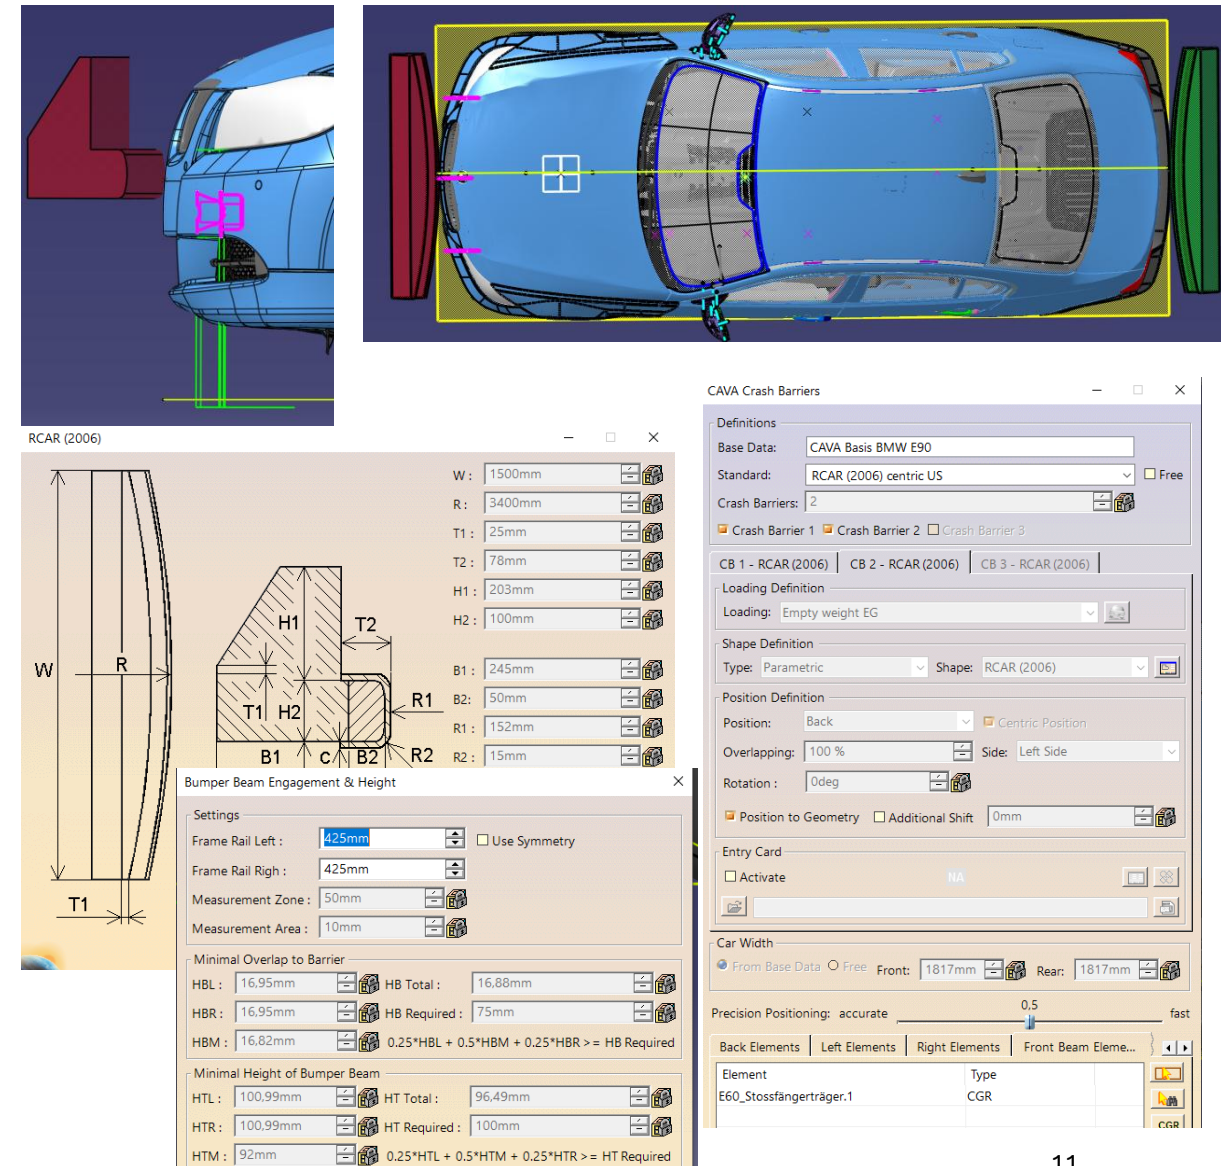 RCAR (2006)
W :
1500mm
R :
3400mm
T1 :
25mm
T2 :
78mm
H1 :
203mm
H2 :
100mm
B1 :
245mm
B2:
50mm
R1 :
152mm
R2 :
15mm
W
R
T1
H1
T2
T1
H2
R1
B1
c
B2
R2
Bumper Beam Engagement & Height
Settings
Frame Rail Left :
425mm
Use Symmetry
Frame Rail Righ :
425mm
Measurement Zone :
50mm
Measurement Area :
10mm
Minimal Overlap to Barrier
HBL :
16,95mm
HB Total :
16,88mm
HBR :
16,95mm
HB Required :
75mm
HBM :
16,82mm
0.25*HBL + 0.5*HBM + 0.25*HBR > = HB Required
Minimal Height of Bumper Beam
HTL :
100,99mm
HT Total :
96,49mm
HTR :
100,99mm
HT Required :
100mm
HTM :
92mm
0.25*HTL + 0.5*HTM + 0.25*HTR > = HT Required
CAVA Crash Barriers
Definitions
Base Data:
CAVA Basis BMW E90
Standard:
RCAR (2006) centric US
Free
Crash Barriers:
2
Crash Barrier 1
Crash Barrier 2
Crash Barrier 3
CB 1 - RCAR (2006)
CB 2 - RCAR (2006)
CB 3 - RCAR (2006)
Loading Definition
Loading:
Empty weight EG
Shape Definition
Type:
Parametric
Shape:
RCAR (2006)
Position Definition
Position:
Back
Centric Position
Overlapping:
100 %
Side:
Left Side
Rotation :
0deg
Position to Geometry
Additional Shift
0mm
Entry Card
Activate
NA
Car Width
From Base Data
Free
Front:
1817mm
Rear:
1817mm
Precision Positioning:
accurate
0,5
fast
Back Elements
Left Elements
Right Elements
Front Beam Eleme...
Element
Type
E60_Stossfängerträger.1
CGR
CGR
11